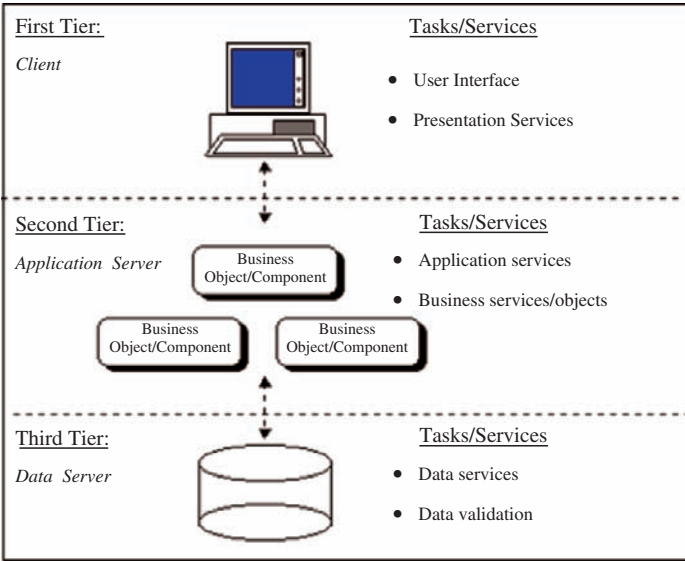 First Tier:
Client
Tasks/Services
• User Interface
• Presentation Services
Second Tier:
Application Server
Business
Object/Component
Business
Object/Component
Business
Object/Component
Tasks/Services
• Application services
• Business services/objects
Third Tier:
Data Server
Tasks/Services
• Data services
• Data validation